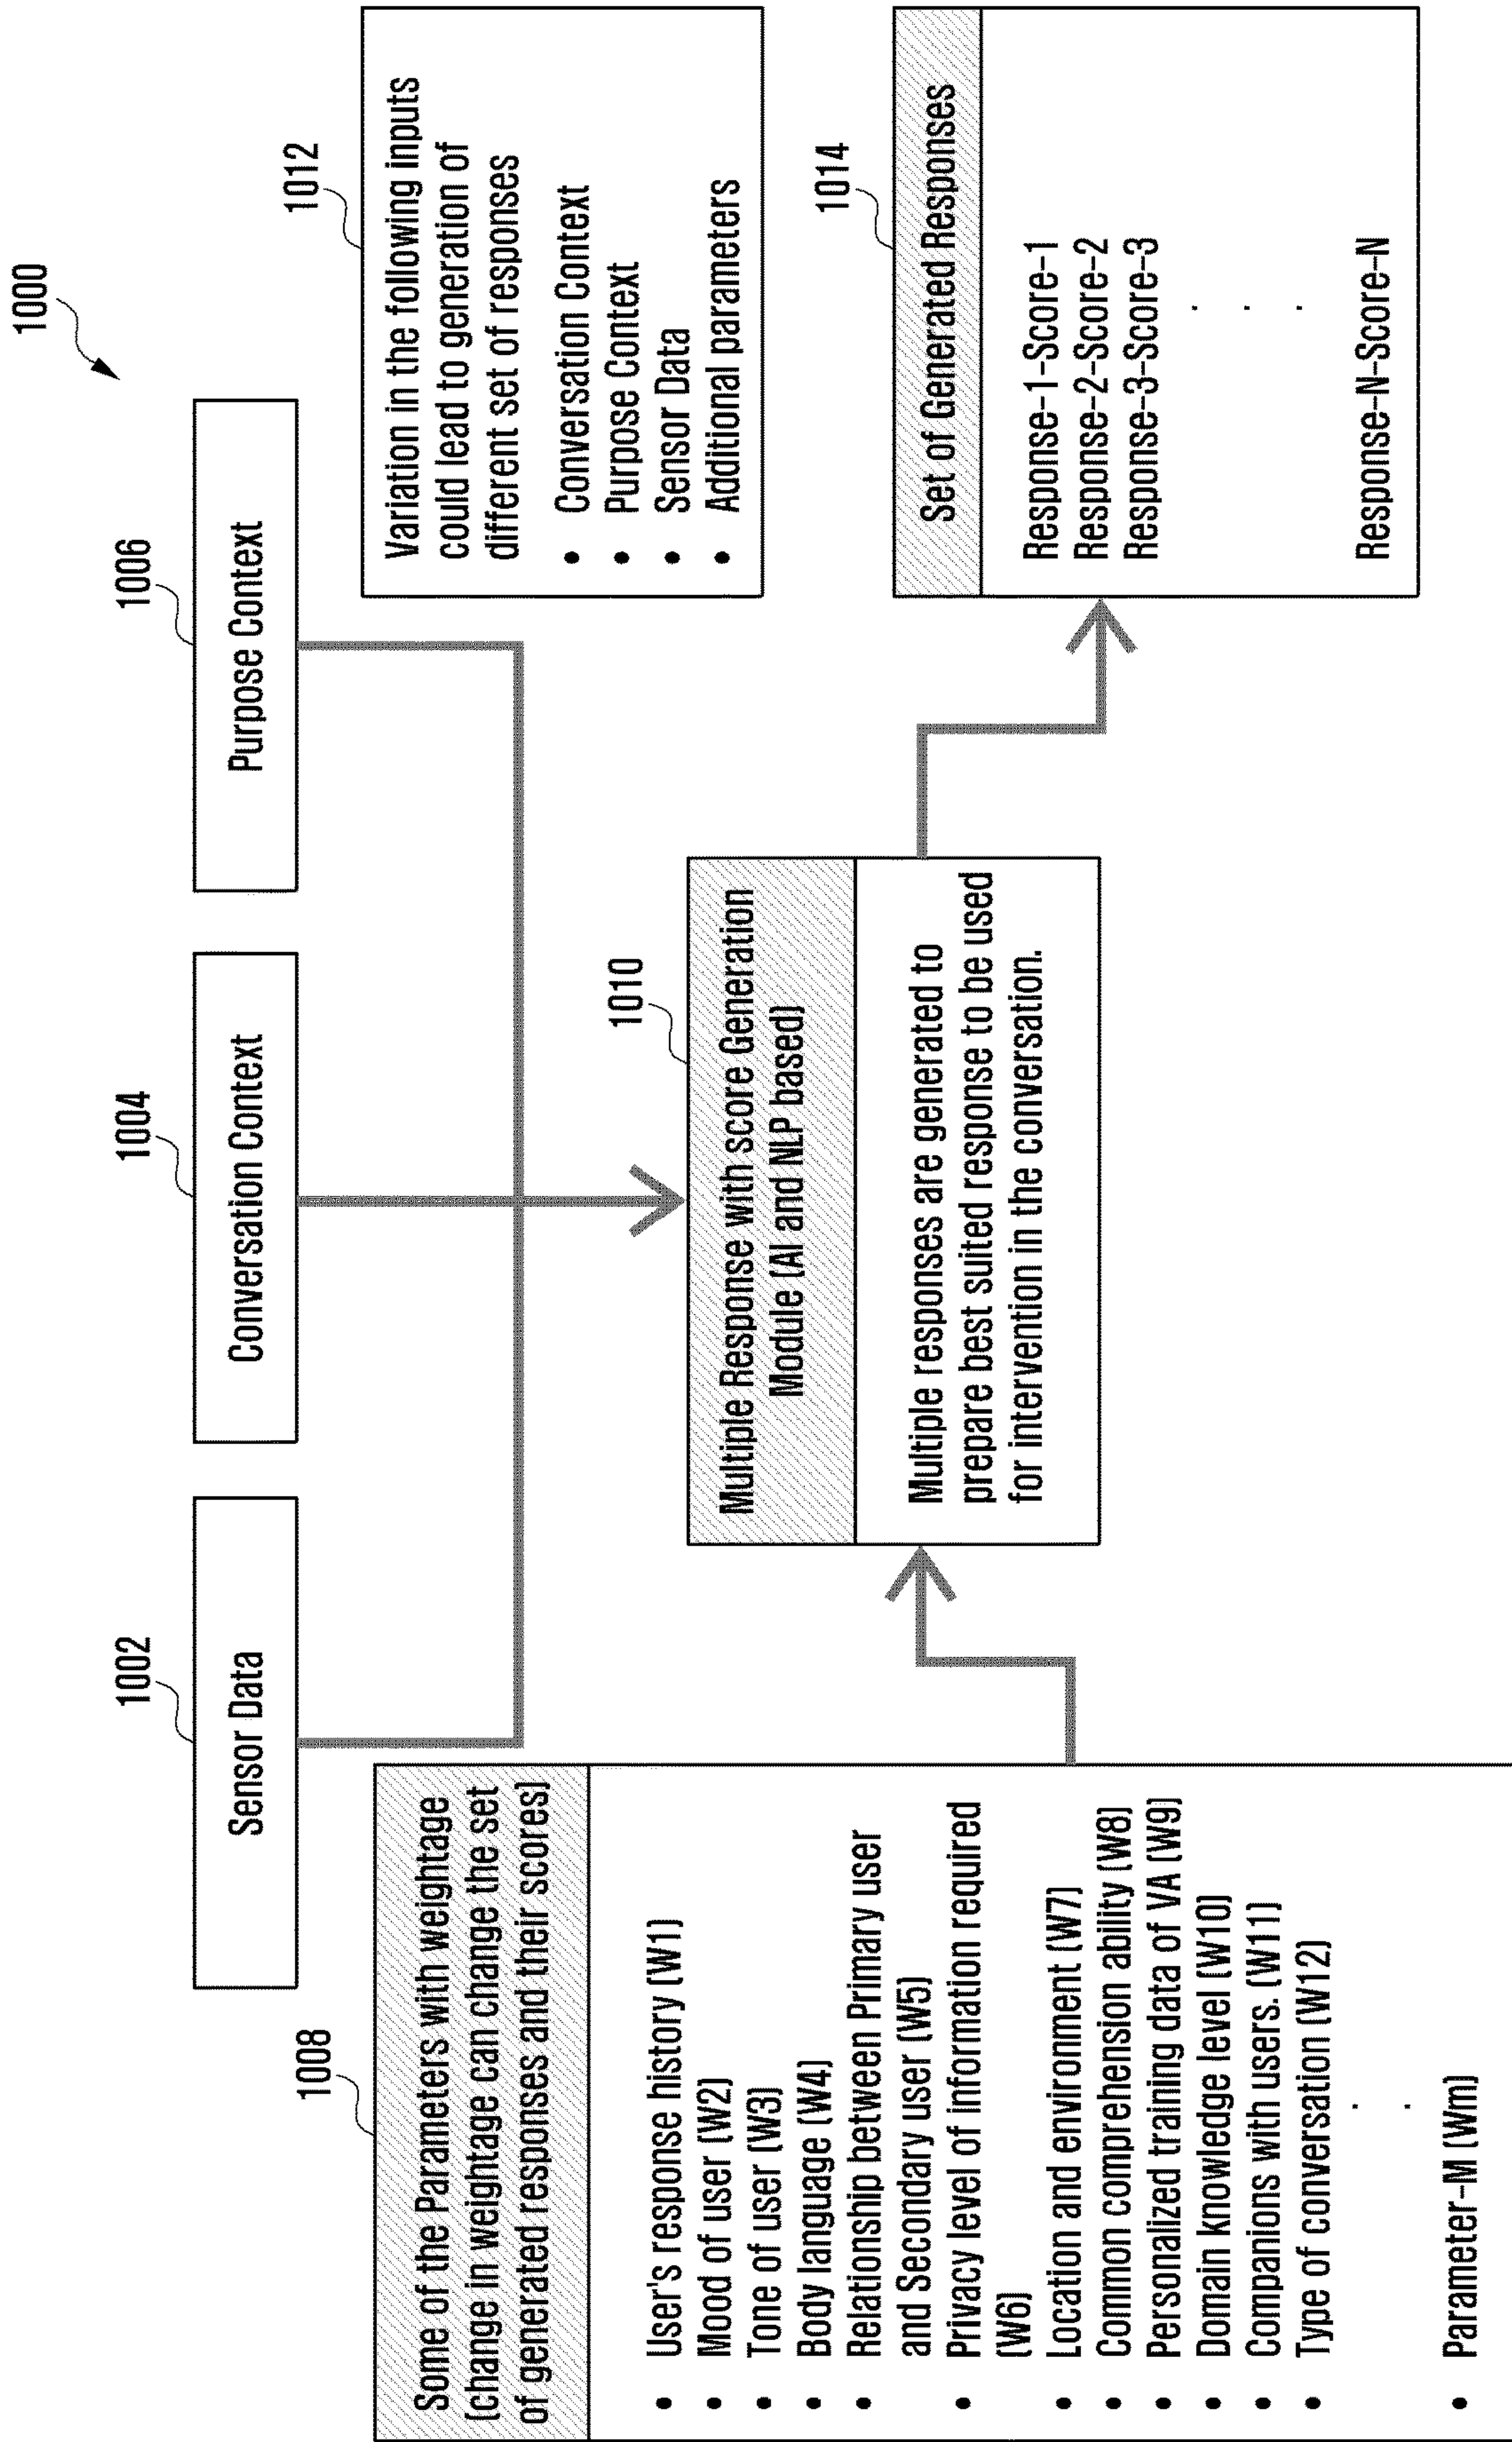 1000
1002
Sensor Data
1004
Conversation Context
1006
Purpose Context
1008
Some of the Parameters with weightage
(change in weightage can change the set
of generated responses and their scores)
• User's response history (W1)
• Mood of user (W2)
• Tone of user (W3)
• Body language (W4)
• Relationship between Primary user
and Secondary user (W5)
• Privacy level of information required
(W6)
• Location and environment (W7)
• Common comprehension ability (W8)
• Personalized training data of VA (W9)
• Domain knowledge level (W10)
• Companions with users. (W11)
• Type of conversation (W12)
.
.
• Parameter-M (Wm)
1010
Multiple Response with score Generation
Module (AI and NLP based)
Multiple responses are generated to
prepare best suited response to be used
for intervention in the conversation.
1012
Variation in the following inputs
could lead to generation of
different set of responses
• Conversation Context
• Purpose Context
• Sensor Data
• Additional parameters
1014
Set of Generated Responses
Response-1-Score-1
Response-2-Score-2
Response-3-Score-3
.
.
.
Response-N-Score-N